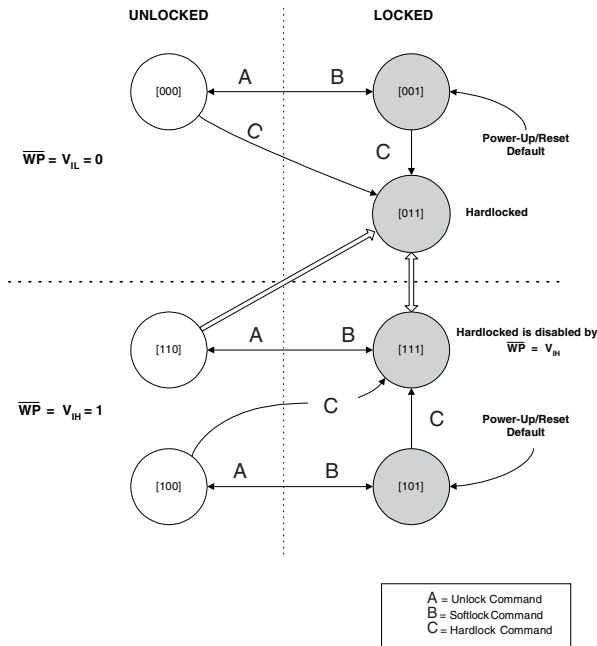 UNLOCKED LOCKED
[000] A B [001]
C C
Power-Up/Reset
Default
WP = VIL = 0
[011] Hardlocked
[110] A B [111]
Hardlocked is disabled by
WP = VIH
C
WP = VIH = 1
C
Power-Up/Reset
Default
[100] A B [101]
A = Unlock Command
B = Softlock Command
C = Hardlock Command